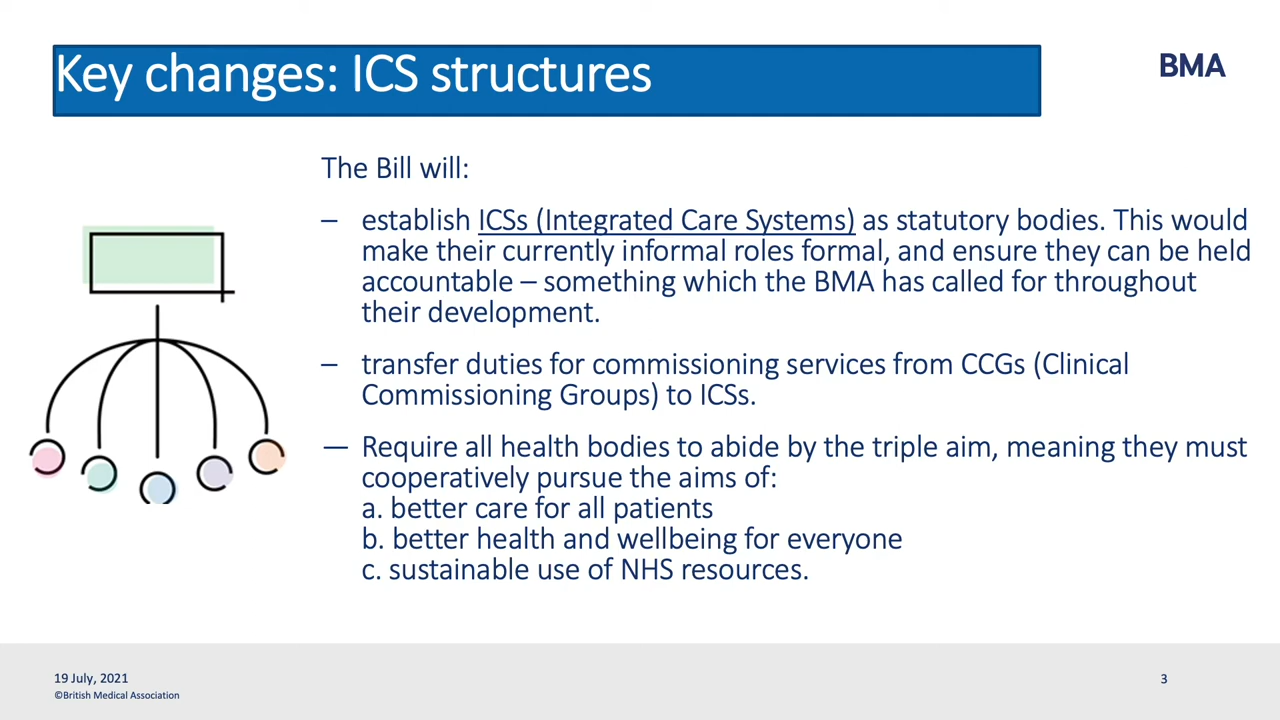 Key changes: ICS structures
BMA
The Bill will:
– establish ICSs (Integrated Care Systems) as statutory bodies. This would
make their currently informal roles formal, and ensure they can be held
accountable – something which the BMA has called for throughout
their development.
– transfer duties for commissioning services from CCGs (Clinical
Commissioning Groups) to ICSs.
— Require all health bodies to abide by the triple aim, meaning they must
cooperatively pursue the aims of:
a. better care for all patients
b. better health and wellbeing for everyone
c. sustainable use of NHS resources.
19 July, 2021
©British Medical Association
3